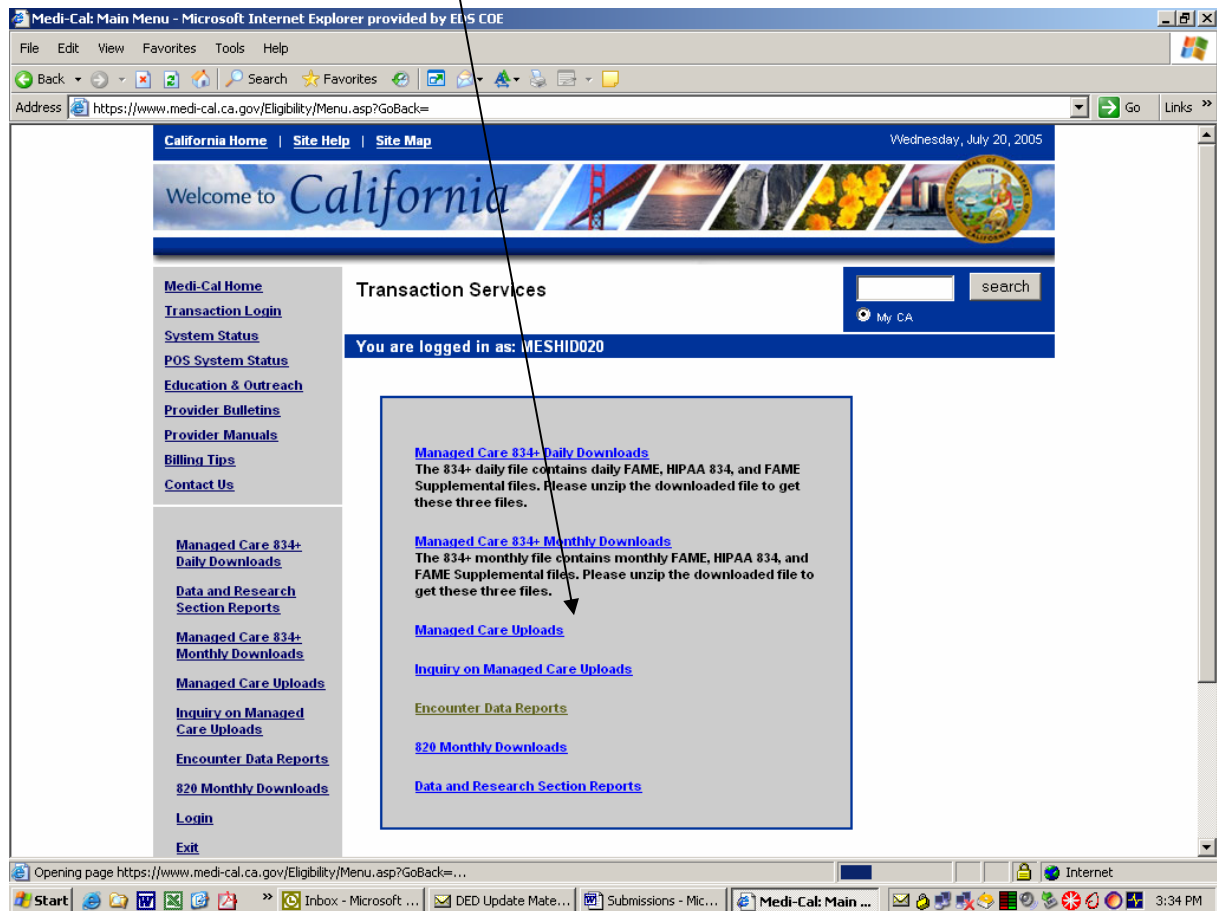 Medi-Cal: Main Menu - Microsoft Internet Explorer provided by EDS COE
File Edit View Favorites Tools Help
Back Search Favorites
Address https://www.medi-cal.ca.gov/Eligibility/Menu.asp?GoBack= Go Links »
California Home | Site Help | Site Map Wednesday, July 20, 2005
Welcome to California
Medi-Cal Home
Transaction Login
System Status
POS System Status
Education & Outreach
Provider Bulletins
Provider Manuals
Billing Tips
Contact Us
Managed Care 834+
Daily Downloads
Data and Research
Section Reports
Managed Care 834+
Monthly Downloads
Managed Care Uploads
Inquiry on Managed
Care Uploads
Encounter Data Reports
820 Monthly Downloads
Login
Exit
Transaction Services
search
My CA
You are logged in as: MESHID020
Managed Care 834+ Daily Downloads
The 834+ daily file contains daily FAME, HIPAA 834, and FAME
Supplemental files. Please unzip the downloaded file to get
these three files.
Managed Care 834+ Monthly Downloads
The 834+ monthly file contains monthly FAME, HIPAA 834, and
FAME Supplemental files. Please unzip the downloaded file to
get these three files.
Managed Care Uploads
Inquiry on Managed Care Uploads
Encounter Data Reports
820 Monthly Downloads
Data and Research Section Reports
Opening page https://www.medi-cal.ca.gov/Eligibility/Menu.asp?GoBack=... Internet
Start » Inbox - Microsoft ... DED Update Mate... Submissions - Mic... Medi-Cal: Main ... 3:34 PM